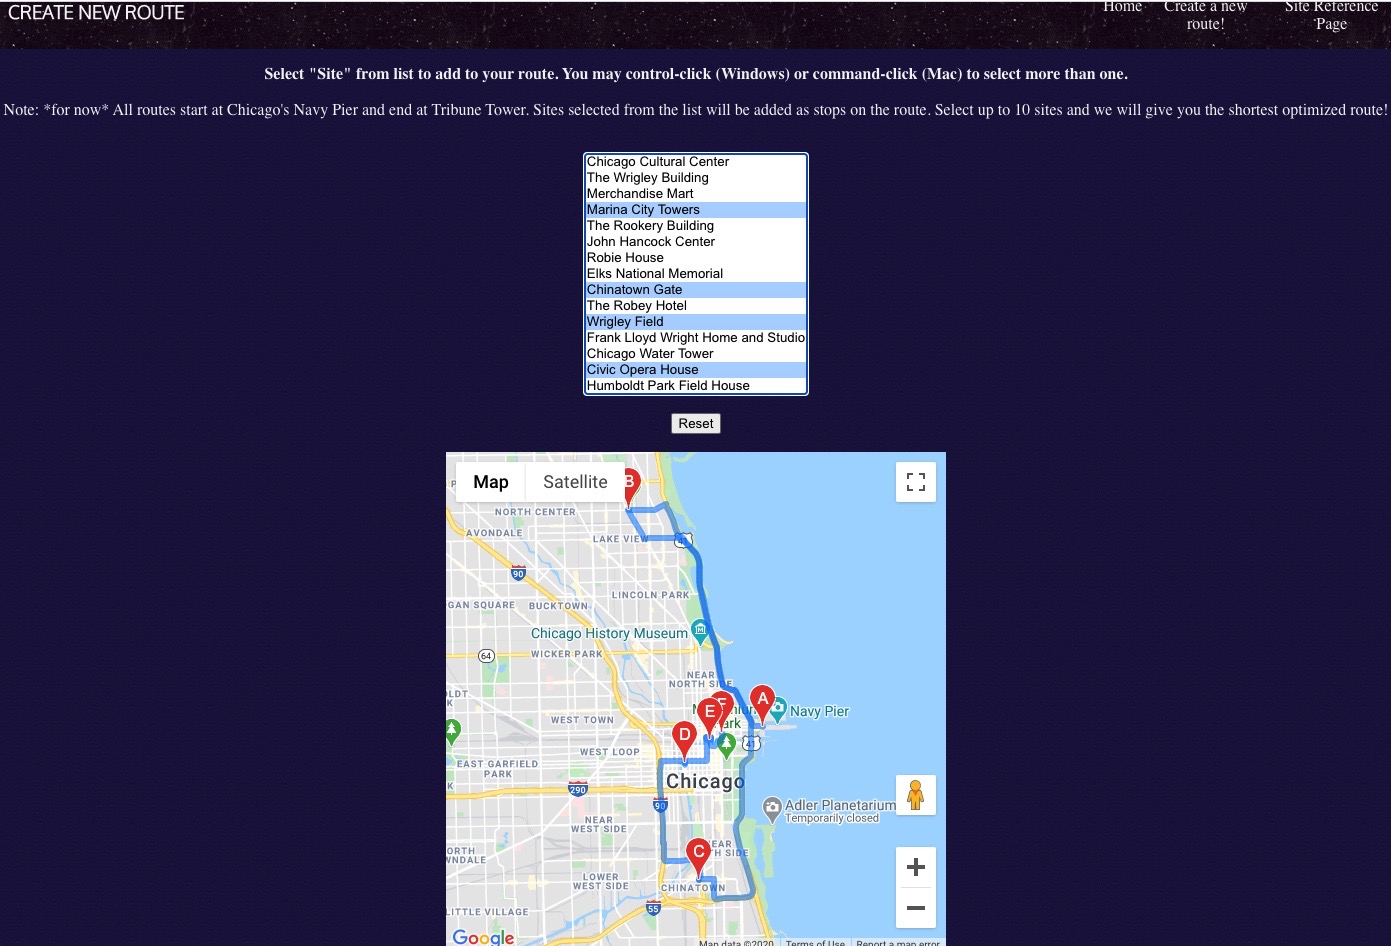 CREATE NEW ROUTE
Home
Create a new route!
Site Reference Page
Select "Site" from list to add to your route. You may control-click (Windows) or command-click (Mac) to select more than one.
Note: *for now* All routes start at Chicago's Navy Pier and end at Tribune Tower. Sites selected from the list will be added as stops on the route. Select up to 10 sites and we will give you the shortest optimized route!
Chicago Cultural Center
The Wrigley Building
Merchandise Mart
Marina City Towers
The Rookery Building
John Hancock Center
Robie House
Elks National Memorial
Chinatown Gate
The Robey Hotel
Wrigley Field
Frank Lloyd Wright Home and Studio
Chicago Water Tower
Civic Opera House
Humboldt Park Field House
Reset
Map
Satellite
B
NORTH CENTER
AVONDALE
LAKE VIEW
41
90
LINCOLN PARK
GAN SQUARE
BUCKTOWN
Chicago History Museum
64
WICKER PARK
NEAR
NORTH SIDE
A
E
Navy Pier
WEST TOWN
D
41
WEST LOOP
EAST GARFIELD
PARK
Chicago
290
90
Adler Planetarium
Temporarily closed
NEAR
WEST SIDE
C
LOWER
WEST SIDE
CHINATOWN
55
LITTLE VILLAGE
Google
Map data ©2020
Terms of Use
Report a map error